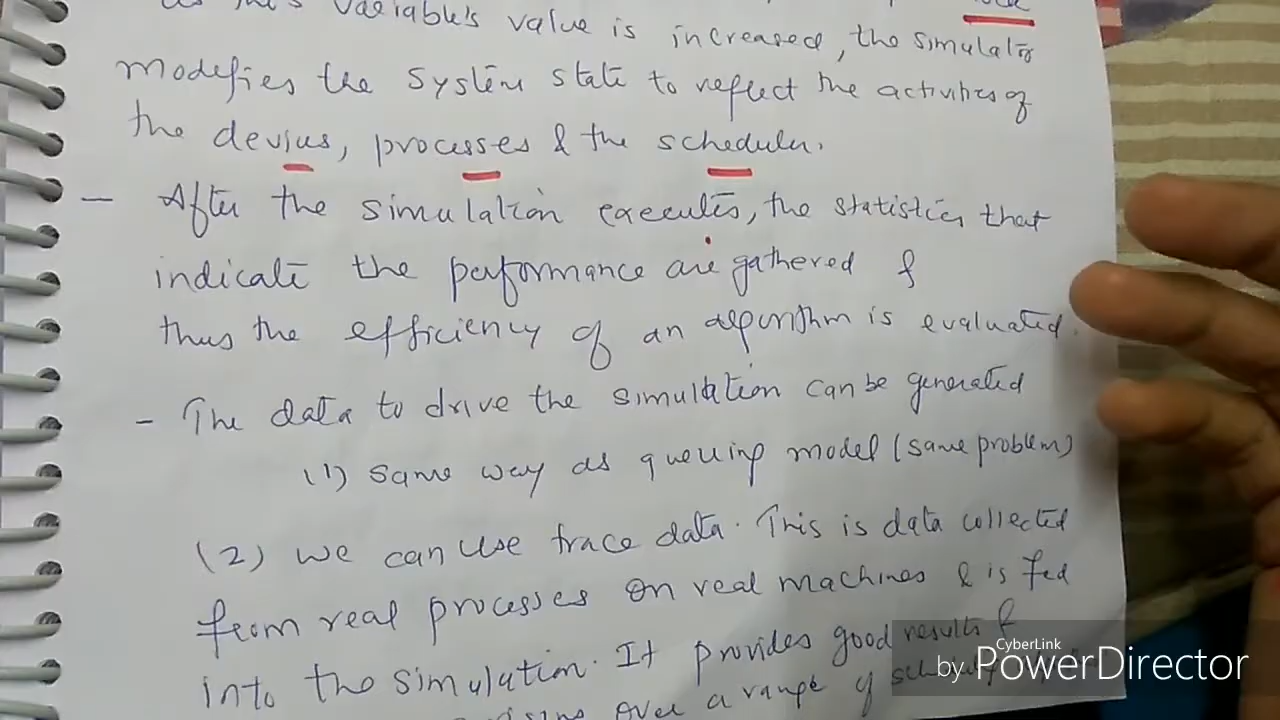 variable's value is increased, the simulator
modifies the system state to reflect the activities of
the devices, processes & the scheduler.
- After the simulation executes, the statistics that
indicate the performance are gathered &
thus the efficiency of an algorithm is evaluated.
- The data to drive the simulation can be generated
(1) Same way as queuing model (same problem)
(2) we can use trace data. This is data collected
from real processes on real machines & is fed
into the simulation. It provides good results &
over a range of
CyberLink
by PowerDirector